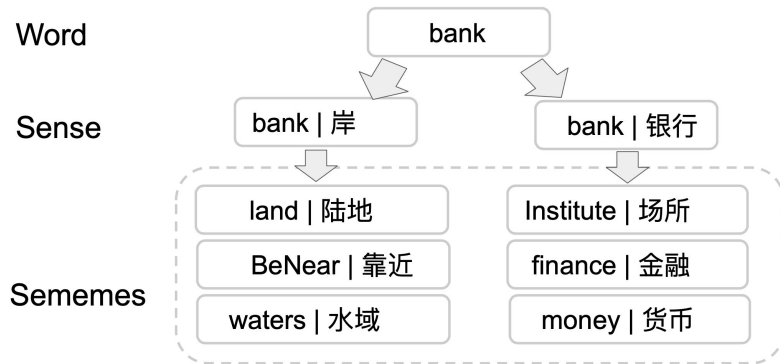 Word
bank
Sense
bank | 岸
bank | 银行
Sememes
land | 陆地
BeNear | 靠近
waters | 水域
Institute | 场所
finance | 金融
money | 货币